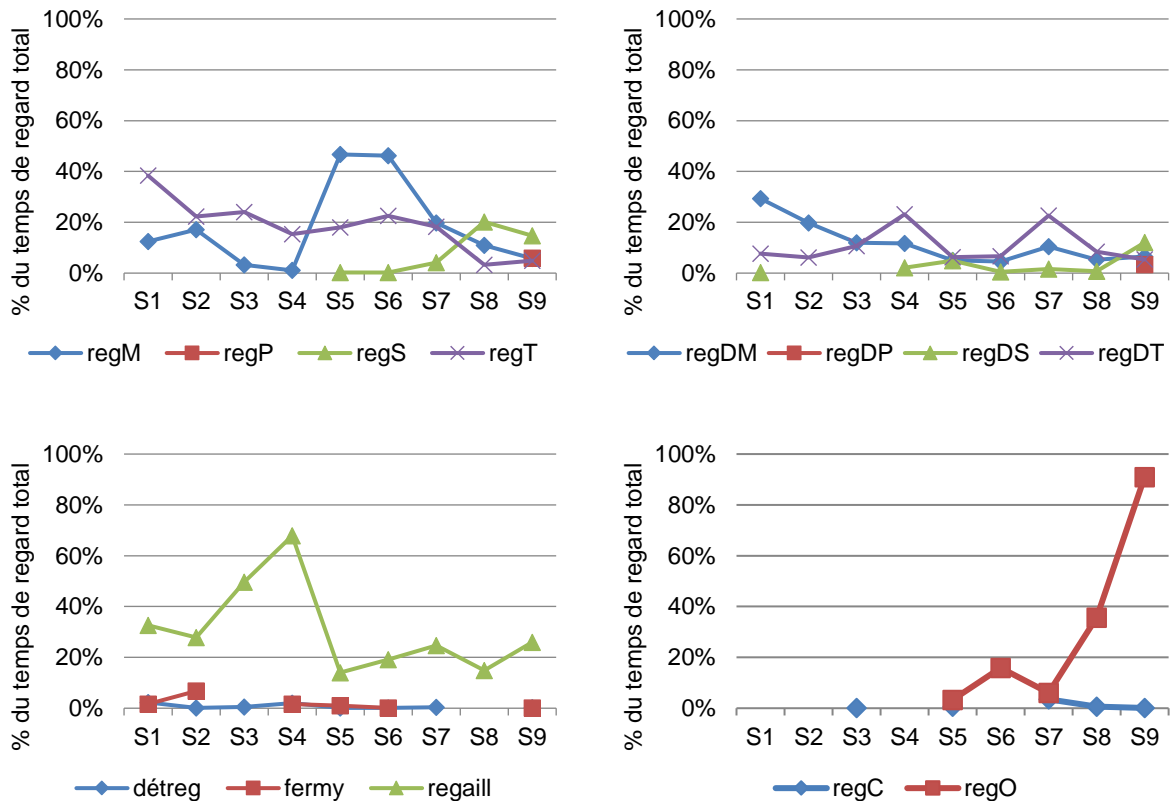 % du temps de regard total
100%
80%
60%
40%
20%
0%
S1 S2 S3 S4 S5 S6 S7 S8 S9
regM regP regS regT
% du temps de regard total
100%
80%
60%
40%
20%
0%
S1 S2 S3 S4 S5 S6 S7 S8 S9
regDM regDP regDS regDT
% du temps de regard total
100%
80%
60%
40%
20%
0%
S1 S2 S3 S4 S5 S6 S7 S8 S9
détreg fermy regaill
% du temps de regard total
100%
80%
60%
40%
20%
0%
S1 S2 S3 S4 S5 S6 S7 S8 S9
regC regO